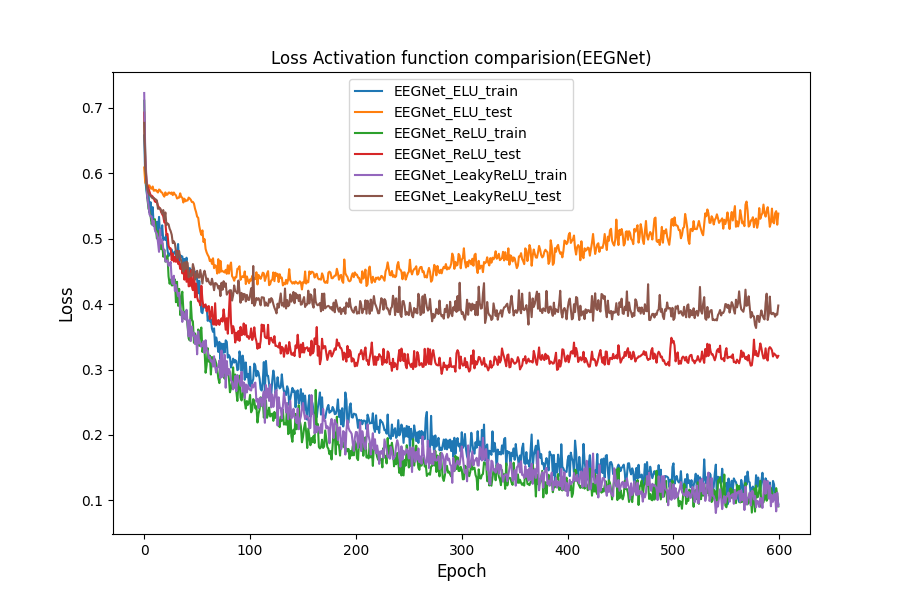 Loss Activation function comparision(EEGNet)
EEGNet_ELU_train
EEGNet_ELU_test
EEGNet_ReLU_train
EEGNet_ReLU_test
EEGNet_LeakyReLU_train
EEGNet_LeakyReLU_test
0.7
0.6
0.5
0.4
0.3
0.2
0.1
Loss
0 100 200 300 400 500 600
Epoch